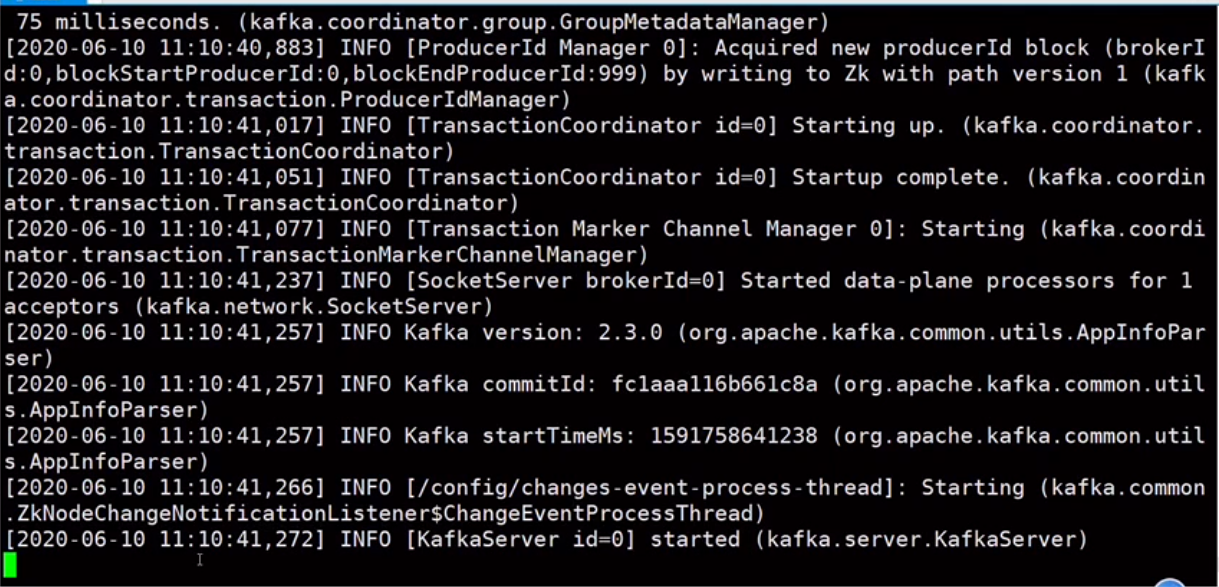 75 milliseconds. (kafka.coordinator.group.GroupMetadataManager)
[2020-06-10 11:10:40,883] INFO [ProducerId Manager 0]: Acquired new producerId block (brokerI
d:0,blockStartProducerId:0,blockEndProducerId:999) by writing to Zk with path version 1 (kafk
a.coordinator.transaction.ProducerIdManager)
[2020-06-10 11:10:41,017] INFO [TransactionCoordinator id=0] Starting up. (kafka.coordinator.
transaction.TransactionCoordinator)
[2020-06-10 11:10:41,051] INFO [TransactionCoordinator id=0] Startup complete. (kafka.coordin
ator.transaction.TransactionCoordinator)
[2020-06-10 11:10:41,077] INFO [Transaction Marker Channel Manager 0]: Starting (kafka.coordi
nator.transaction.TransactionMarkerChannelManager)
[2020-06-10 11:10:41,237] INFO [SocketServer brokerId=0] Started data-plane processors for 1
acceptors (kafka.network.SocketServer)
[2020-06-10 11:10:41,257] INFO Kafka version: 2.3.0 (org.apache.kafka.common.utils.AppInfoPar
ser)
[2020-06-10 11:10:41,257] INFO Kafka commitId: fc1aaa116b661c8a (org.apache.kafka.common.util
s.AppInfoParser)
[2020-06-10 11:10:41,257] INFO Kafka startTimeMs: 1591758641238 (org.apache.kafka.common.util
s.AppInfoParser)
[2020-06-10 11:10:41,266] INFO [/config/changes-event-process-thread]: Starting (kafka.common
.ZkNodeChangeNotificationListener$ChangeEventProcessThread)
[2020-06-10 11:10:41,272] INFO [KafkaServer id=0] started (kafka.server.KafkaServer)